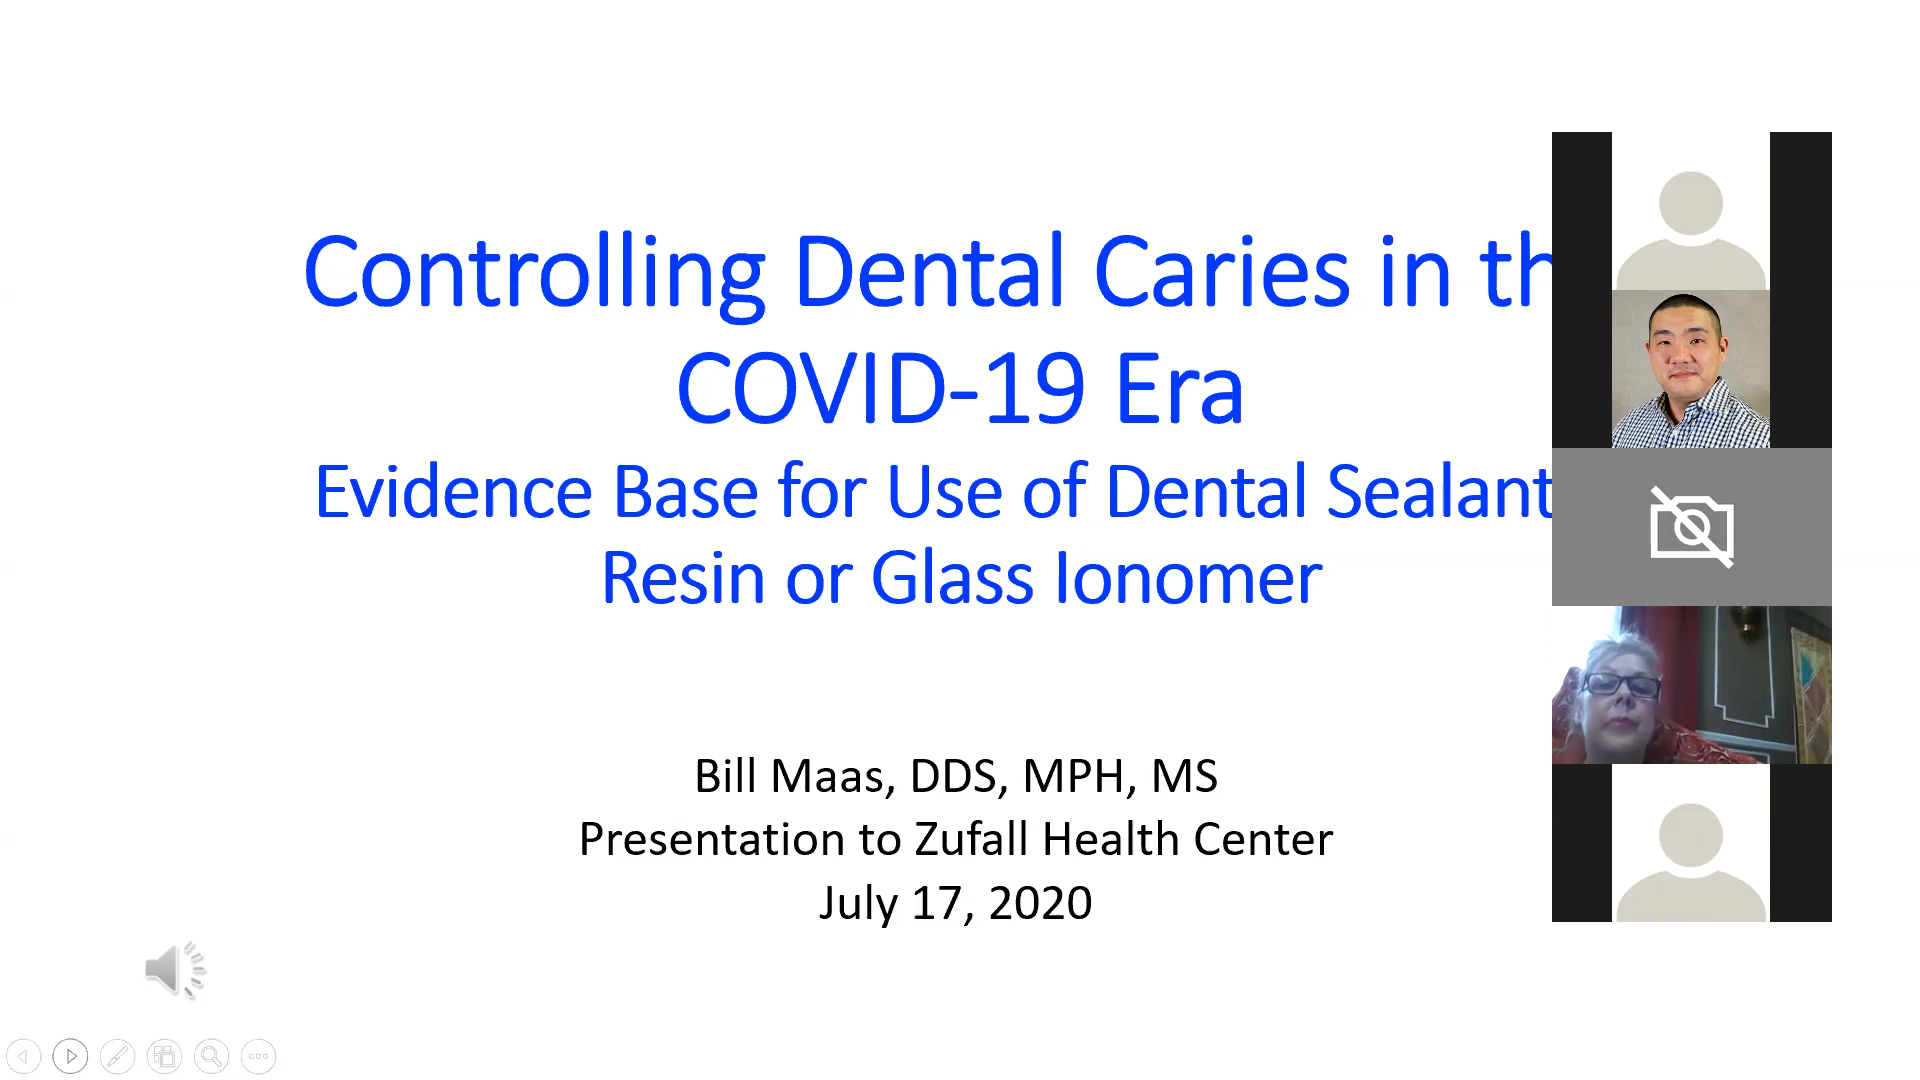 Controlling Dental Caries in th
COVID-19 Era
Evidence Base for Use of Dental Sealant
Resin or Glass Ionomer
Bill Maas, DDS, MPH, MS
Presentation to Zufall Health Center
July 17, 2020